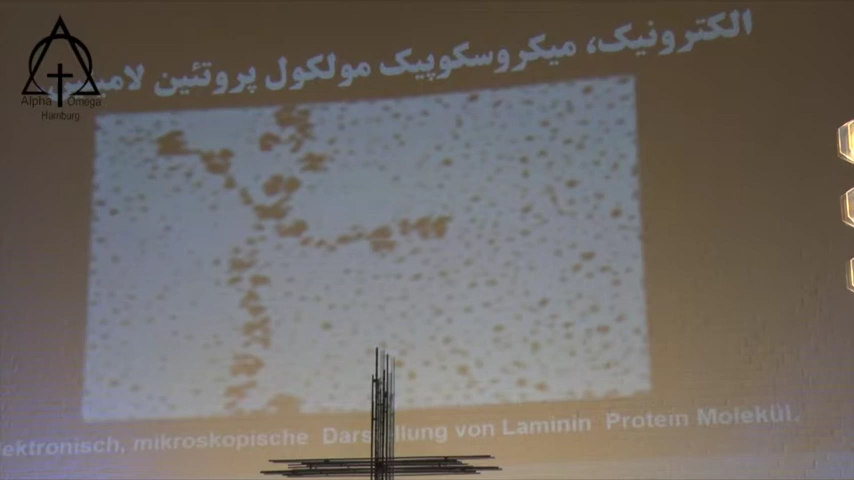 الکترونیک، میکروسکوپیک مولکول پروتئین
Alpha Omega
Hamburg
ektronisch, mikroskopische Darstellung von Laminin Protein Molekül,